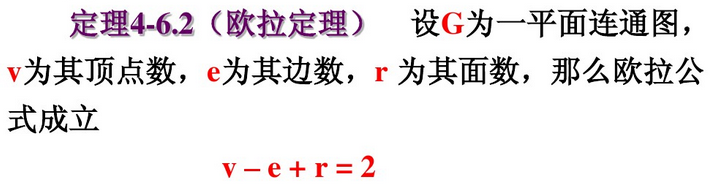 定理4-6.2（欧拉定理） 设G为一平面连通图，
v为其顶点数，e为其边数，r 为其面数，那么欧拉公
式成立
v – e + r = 2